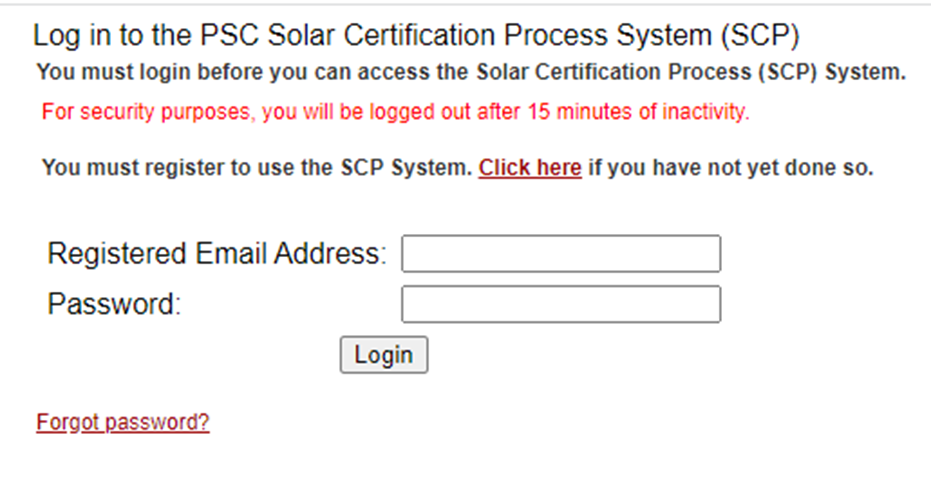 Log in to the PSC Solar Certification Process System (SCP)
You must login before you can access the Solar Certification Process (SCP) System.
For security purposes, you will be logged out after 15 minutes of inactivity.
You must register to use the SCP System. Click here if you have not yet done so.
Registered Email Address:
Password:
Login
Forgot password?